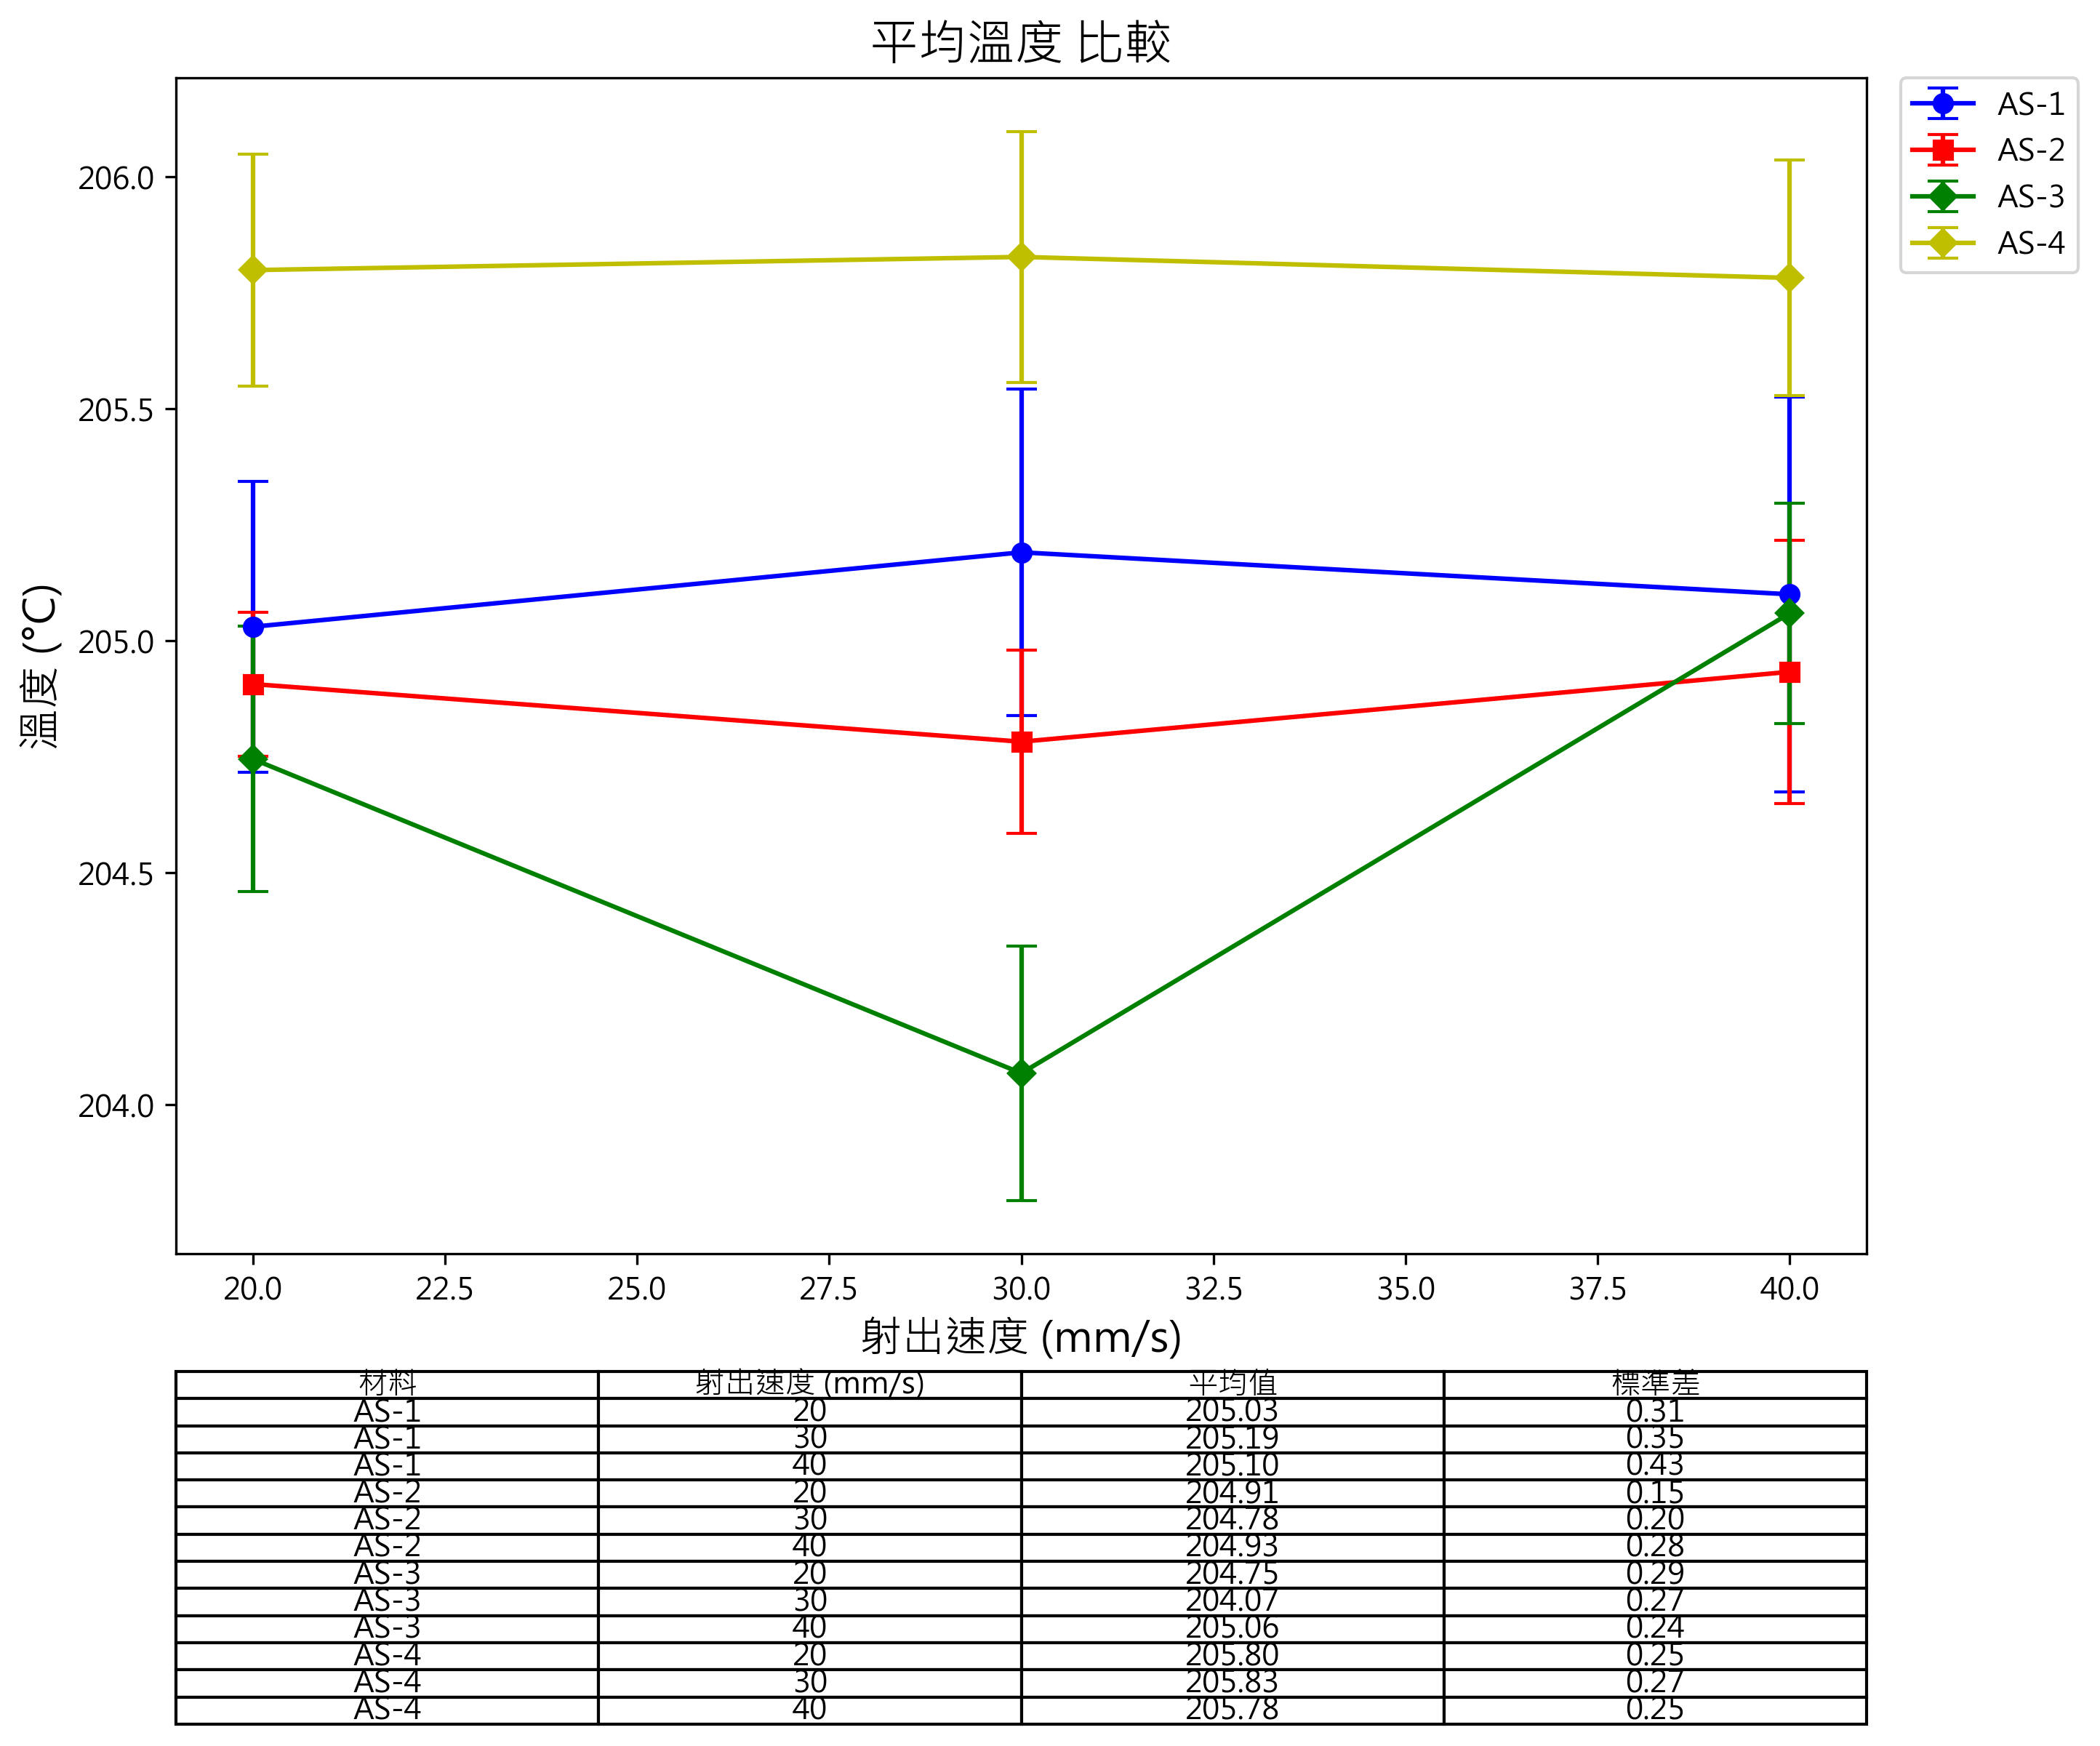 平均溫度 比較
AS-1
AS-2
AS-3
AS-4
溫度 (°C)
206.0
205.5
205.0
204.5
204.0
20.0 22.5 25.0 27.5 30.0 32.5 35.0 37.5 40.0
射出速度 (mm/s)
材料 射出速度 (mm/s) 平均值 標準差
AS-1 20 205.03 0.31
AS-1 30 205.19 0.35
AS-1 40 205.10 0.43
AS-2 20 204.91 0.15
AS-2 30 204.78 0.20
AS-2 40 204.93 0.28
AS-3 20 204.75 0.29
AS-3 30 204.07 0.27
AS-3 40 205.06 0.24
AS-4 20 205.80 0.25
AS-4 30 205.83 0.27
AS-4 40 205.78 0.25